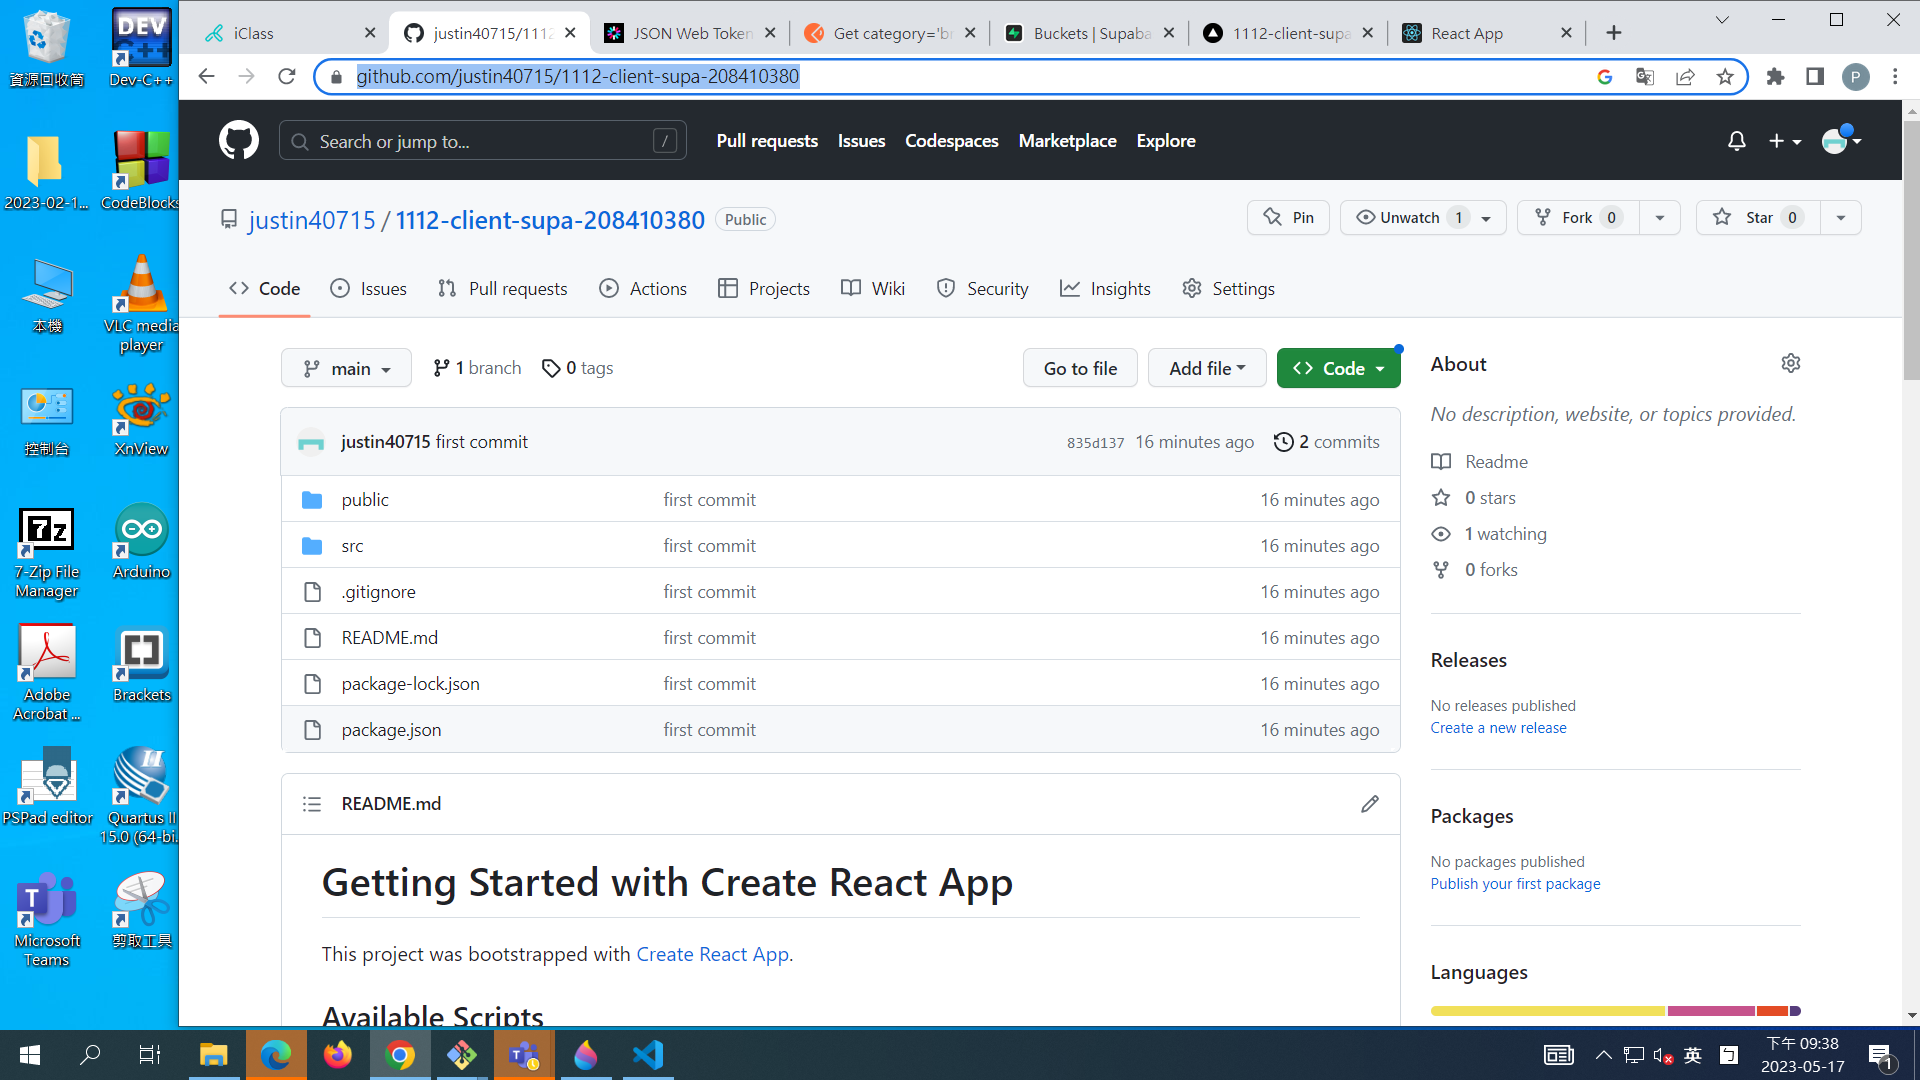 iClass
justin40715/1112
JSON Web Token
Get category='br
Buckets | Supaba
1112-client-supa
React App
github.com/justin40715/1112-client-supa-208410380
P
Search or jump to...
/
Pull requests
Issues
Codespaces
Marketplace
Explore
justin40715 / 1112-client-supa-208410380
Public
Pin
Unwatch 1
Fork 0
Star 0
Code
Issues
Pull requests
Actions
Projects
Wiki
Security
Insights
Settings
main
1 branch
0 tags
Go to file
Add file
Code
justin40715 first commit
835d137 16 minutes ago
2 commits
public first commit 16 minutes ago
src first commit 16 minutes ago
.gitignore first commit 16 minutes ago
README.md first commit 16 minutes ago
package-lock.json first commit 16 minutes ago
package.json first commit 16 minutes ago
README.md
Getting Started with Create React App
This project was bootstrapped with Create React App.
Available Scripts
About
No description, website, or topics provided.
Readme
0 stars
1 watching
0 forks
Releases
No releases published
Create a new release
Packages
No packages published
Publish your first package
Languages
資源回收筒
DEV
C++
Dev-C++
2023-02-1...
CodeBlocks
本機
VLC media
player
控制台
XnView
7z
7-Zip File
Manager
Arduino
Adobe
Acrobat ...
Brackets
PSPad editor
II
Quartus II
15.0 (64-bi...
T
Microsoft
Teams
剪取工具
英
ㄅ
下午 09:38
2023-05-17
1